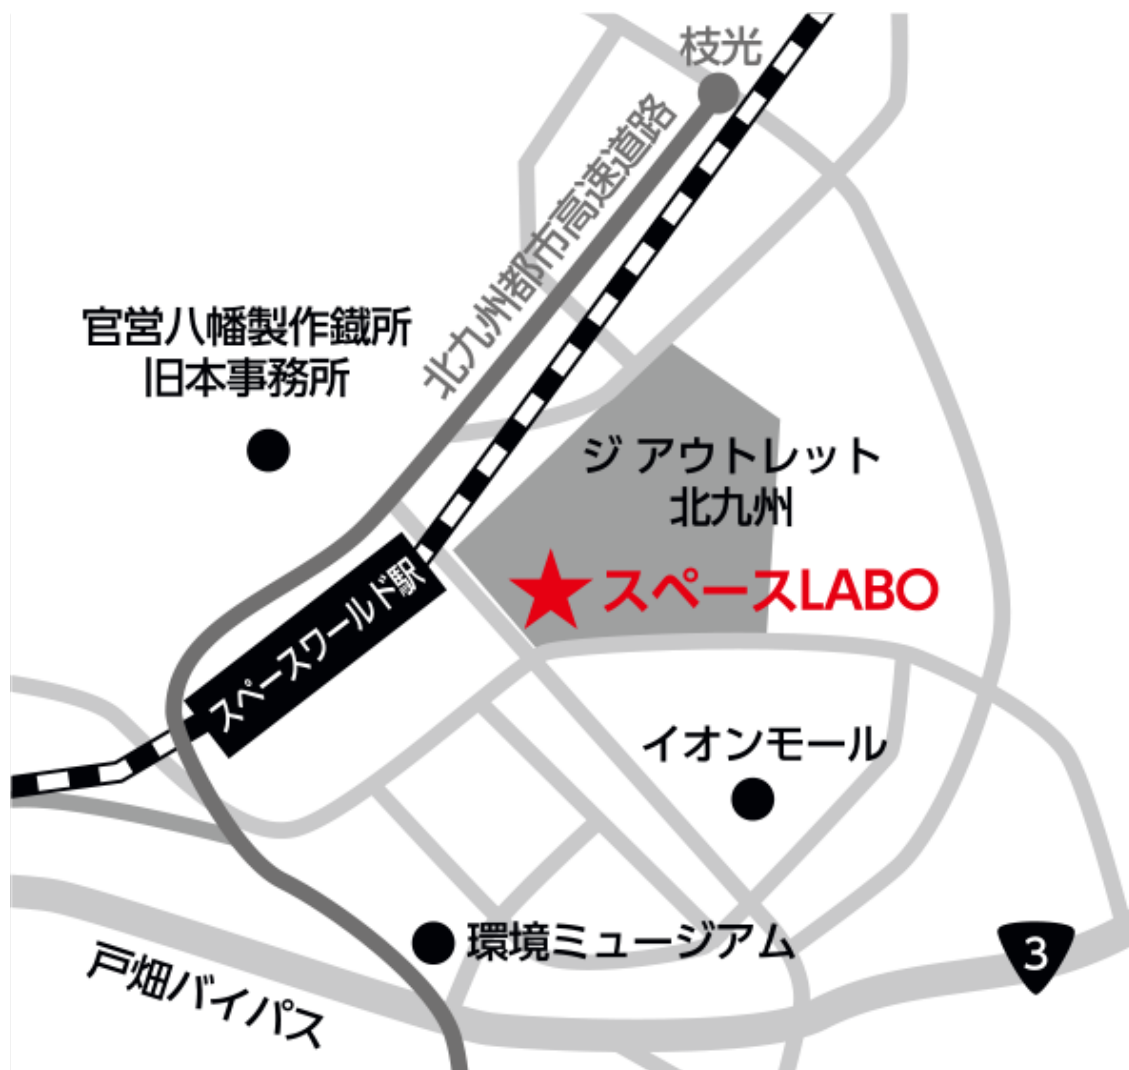 枝光
北九州都市高速道路
官営八幡製作鐵所
旧本事務所
ジ アウトレット
北九州
スペースLABO
スペースワールド駅
イオンモール
環境ミュージアム
3
戸畑バイパス